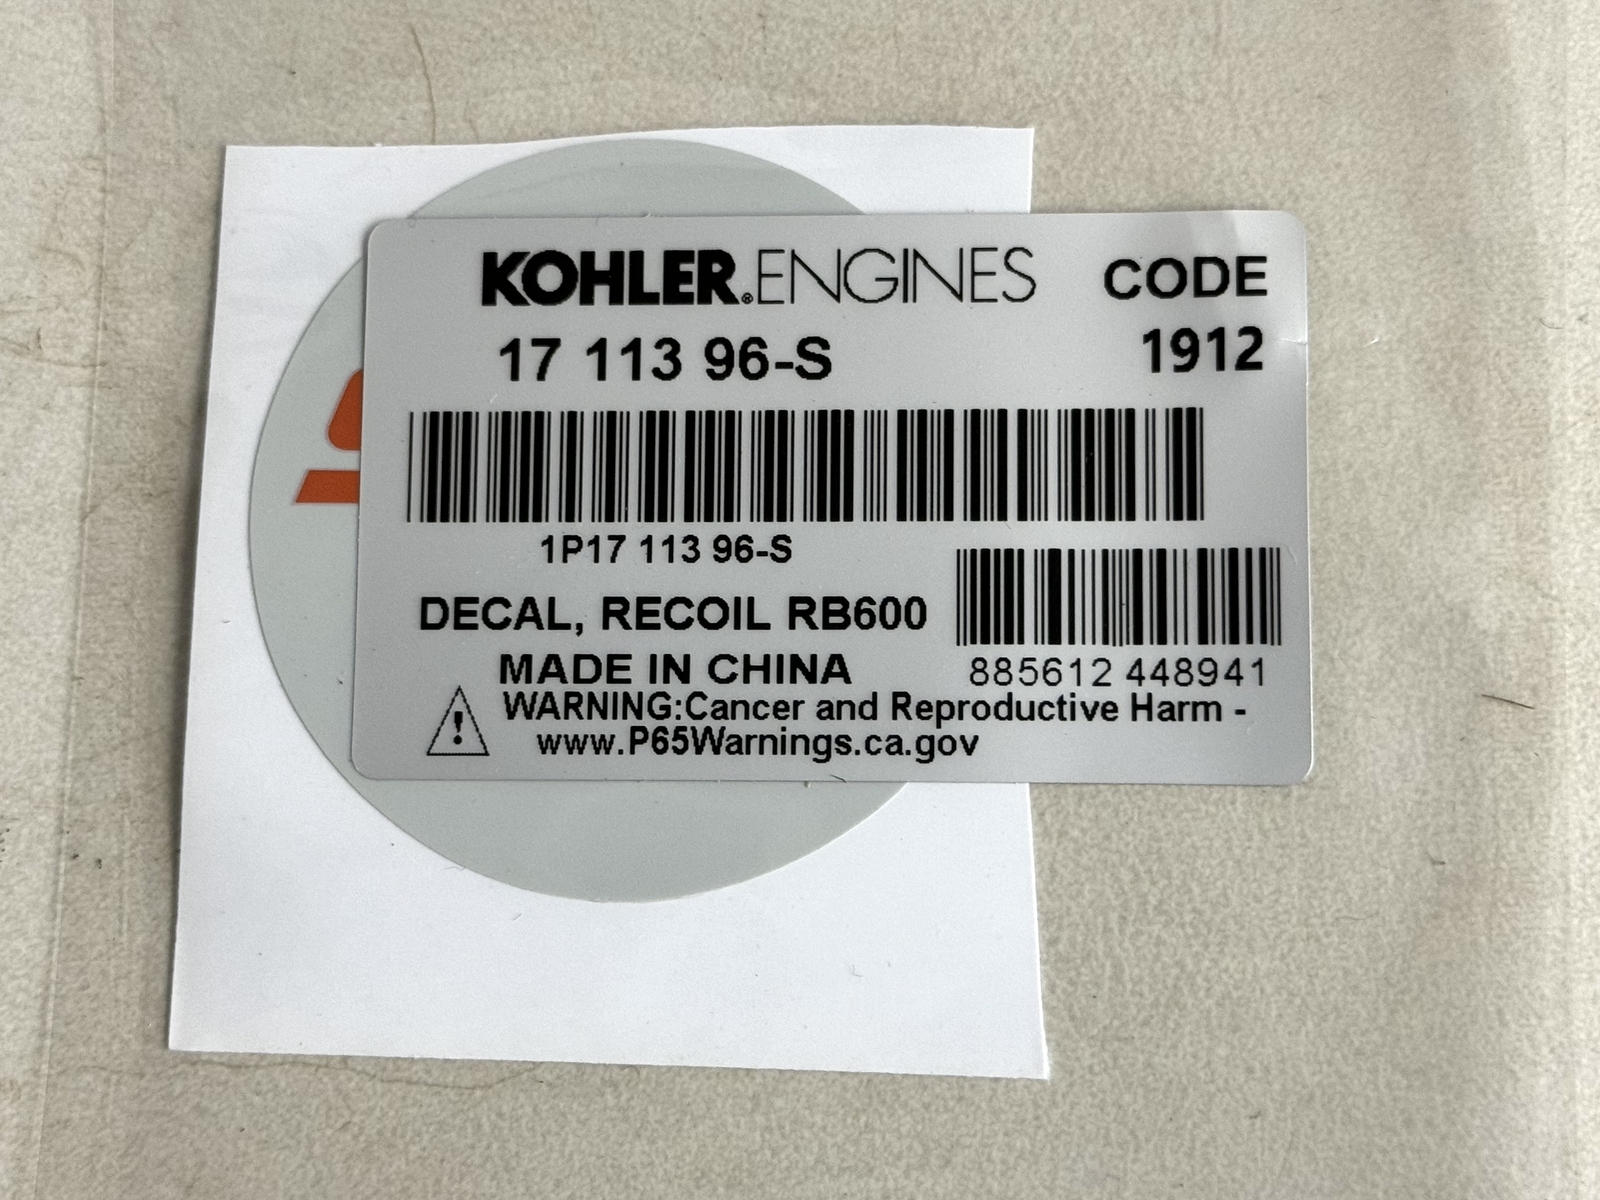 KOHLER®ENGINES CODE
17 113 96-S 1912
1P17 113 96-S
DECAL, RECOIL RB600
MADE IN CHINA
885612 448941
WARNING:Cancer and Reproductive Harm -
www.P65Warnings.ca.gov